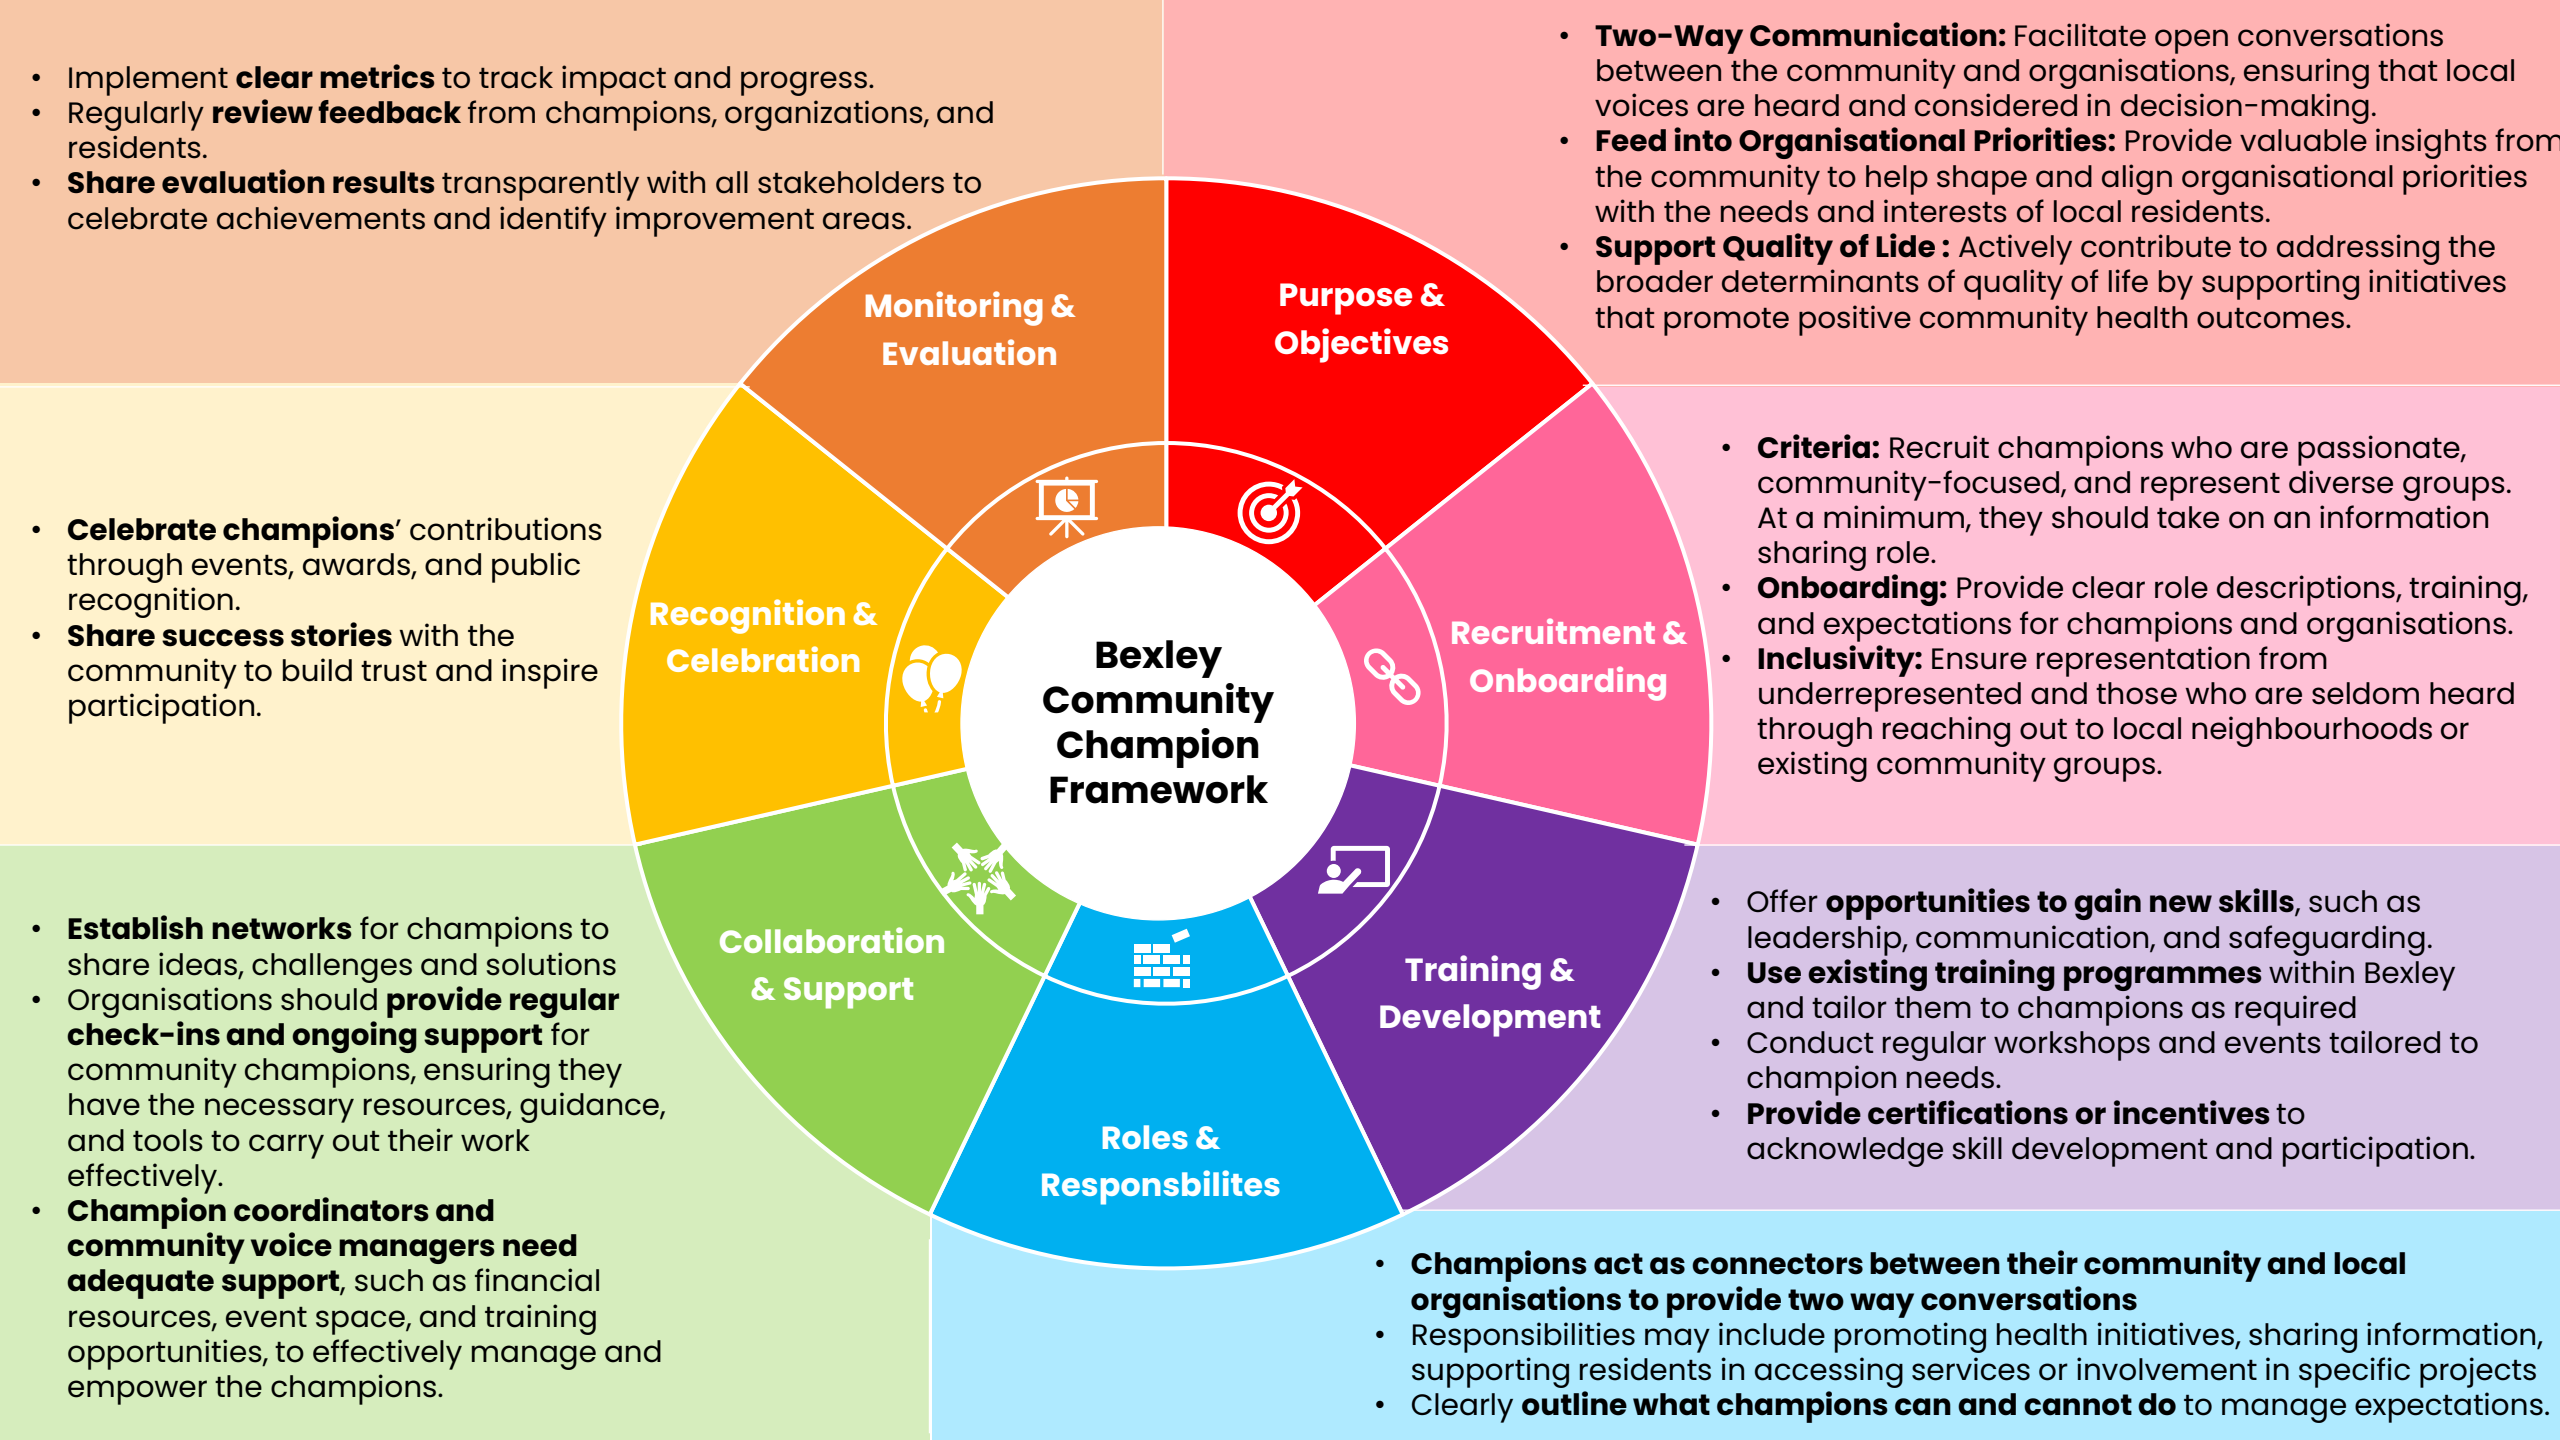 • Implement clear metrics to track impact and progress.
• Regularly review feedback from champions, organizations, and
residents.
• Share evaluation results transparently with all stakeholders to
celebrate achievements and identify improvement areas.
• Two-Way Communication: Facilitate open conversations
between the community and organisations, ensuring that local
voices are heard and considered in decision-making.
• Feed into Organisational Priorities: Provide valuable insights from
the community to help shape and align organisational priorities
with the needs and interests of local residents.
• Support Quality of Lide : Actively contribute to addressing the
broader determinants of quality of life by supporting initiatives
that promote positive community health outcomes.
Monitoring &
Evaluation
Purpose &
Objectives
• Celebrate champions’ contributions
through events, awards, and public
recognition.
• Share success stories with the
community to build trust and inspire
participation.
Recognition &
Celebration
Bexley
Community
Champion
Framework
Recruitment &
Onboarding
• Criteria: Recruit champions who are passionate,
community-focused, and represent diverse groups.
At a minimum, they should take on an information
sharing role.
• Onboarding: Provide clear role descriptions, training,
and expectations for champions and organisations.
• Inclusivity: Ensure representation from
underrepresented and those who are seldom heard
through reaching out to local neighbourhoods or
existing community groups.
• Establish networks for champions to
share ideas, challenges and solutions
• Organisations should provide regular
check-ins and ongoing support for
community champions, ensuring they
have the necessary resources, guidance,
and tools to carry out their work
effectively.
• Champion coordinators and
community voice managers need
adequate support, such as financial
resources, event space, and training
opportunities, to effectively manage and
empower the champions.
Collaboration
& Support
Roles &
Responsbilites
Training &
Development
• Offer opportunities to gain new skills, such as
leadership, communication, and safeguarding.
• Use existing training programmes within Bexley
and tailor them to champions as required
• Conduct regular workshops and events tailored to
champion needs.
• Provide certifications or incentives to
acknowledge skill development and participation.
• Champions act as connectors between their community and local
organisations to provide two way conversations
• Responsibilities may include promoting health initiatives, sharing information,
supporting residents in accessing services or involvement in specific projects
• Clearly outline what champions can and cannot do to manage expectations.